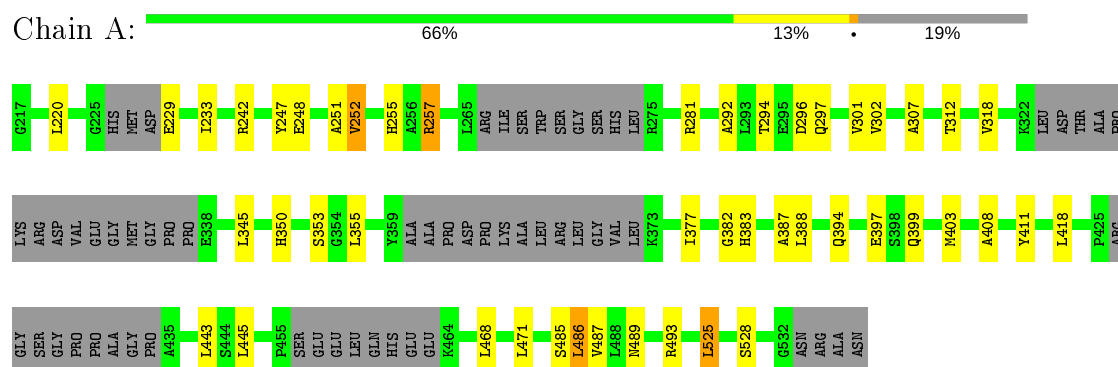 Chain A:
66% 13% • 19%
G217 L220 G225 HIS MET ASP E229 I233 R242 Y247 E248 A251 V252 H255 A256 R257 L265 ARG ILE SER TRP SER GLY SER HIS LEU R275 R281 A292 L293 T294 E295 D296 Q297 V301 V302 A307 T312 V318 K322 LEU ASP THR ALA PRO
LYS ARG ASP VAL GLU GLY MET GLY PRO PRO E338 L345 H350 S353 G354 L355 Y359 ALA ALA PRO ASP PRO LYS ALA LEU ARG LEU GLY VAL LEU K373 I377 G382 H383 A387 L388 Q394 E397 S398 Q399 M403 A408 Y411 L418 P425 ARG
GLY SER GLY PRO PRO ALA GLY PRO A435 L443 S444 L445 P455 SER GLU GLU LEU GLN HIS GLU GLU K464 L468 L471 S485 L486 V487 L488 N489 R493 L525 S528 G532 ASN ARG ALA ASN